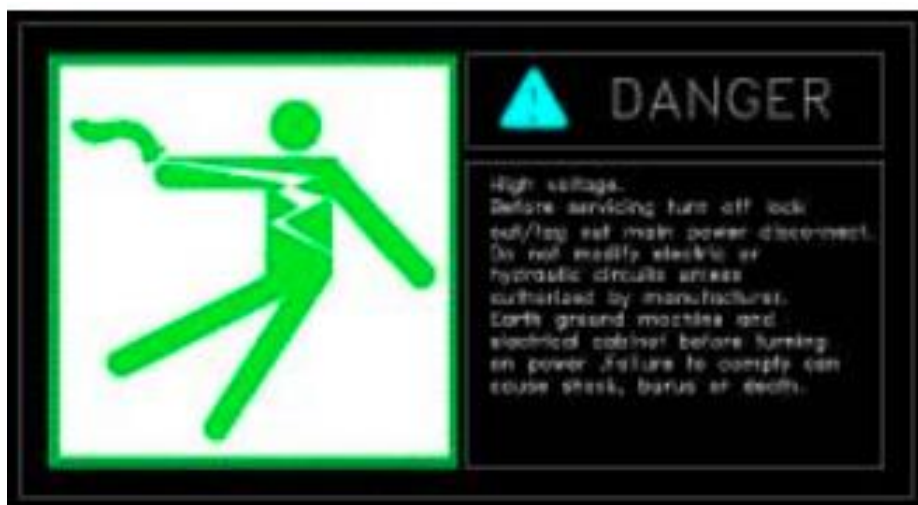 DANGER
High voltage.
Before servicing turn off lock
out/tag out main power disconnect.
Do not modify electric or
hydraulic circuits unless
authorized by manufacturer.
Earth ground machine and
electrical cabinet before turning
on power .Failure to comply can
cause shock, burus or death.